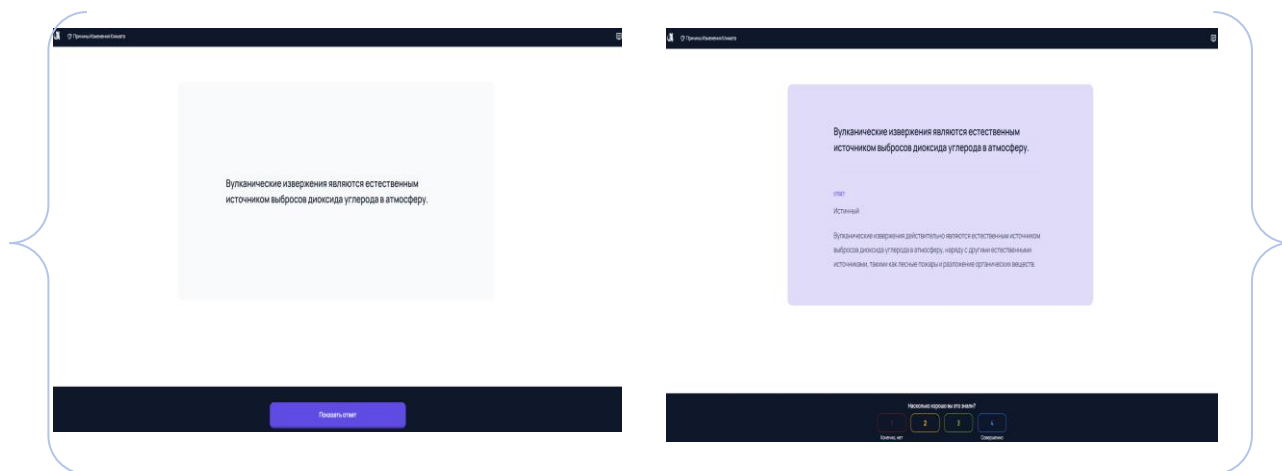 Причины Изменения Климата
Вулканические извержения являются естественным
источником выбросов диоксида углерода в атмосферу.
Показать ответ
Причины Изменения Климата
Вулканические извержения являются естественным
источником выбросов диоксида углерода в атмосферу.
ответ
Истинный
Вулканические извержения действительно являются естественным источником
выбросов диоксида углерода в атмосферу, наряду с другими естественными
источниками, такими как лесные пожары и разложение органических веществ.
Насколько хорошо вы это знали?
1 2 3 4
Конечно, нет Совершенно